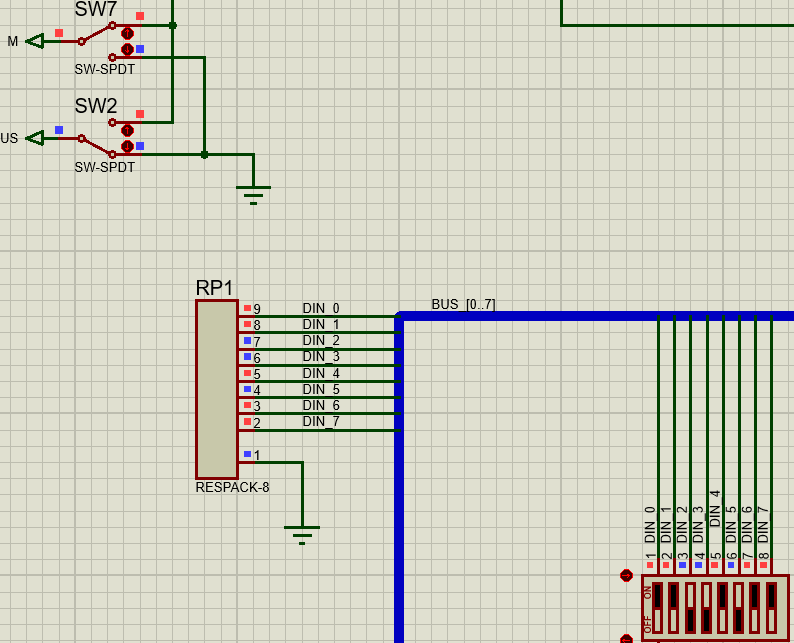 SW7
M
SW-SPDT
SW2
US
SW-SPDT
RP1
9 DIN_0
8 DIN_1
7 DIN_2
6 DIN_3
5 DIN_4
4 DIN_5
3 DIN_6
2 DIN_7
1
RESPACK-8
BUS_[0..7]
1 DIN_0
2 DIN_1
3 DIN_2
4 DIN_3
5 DIN_4
6 DIN_5
7 DIN_6
8 DIN_7
ON
OFF